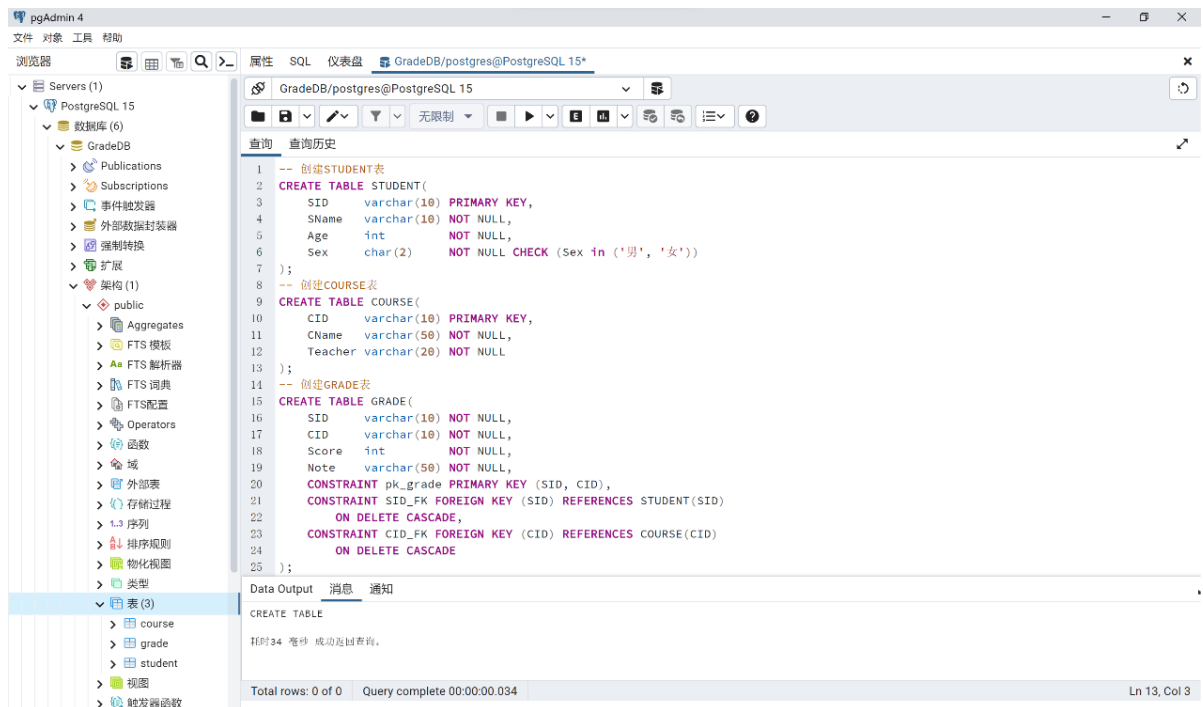 pgAdmin 4
文件 对象 工具 帮助
浏览器
属性 SQL 仪表盘 GradeDB/postgres@PostgreSQL 15*
Servers (1)
PostgreSQL 15
数据库 (6)
GradeDB
Publications
Subscriptions
事件触发器
外部数据封装器
强制转换
扩展
架构 (1)
public
Aggregates
FTS 模板
FTS 解析器
FTS 词典
FTS配置
Operators
函数
域
外部表
存储过程
1..3 序列
排序规则
物化视图
类型
表 (3)
course
grade
student
视图
触发器函数
GradeDB/postgres@PostgreSQL 15
无限制
查询 查询历史
1 -- 创建STUDENT表
2 CREATE TABLE STUDENT(
3 SID varchar(10) PRIMARY KEY,
4 SName varchar(10) NOT NULL,
5 Age int NOT NULL,
6 Sex char(2) NOT NULL CHECK (Sex in ('男', '女'))
7 );
8 -- 创建COURSE表
9 CREATE TABLE COURSE(
10 CID varchar(10) PRIMARY KEY,
11 CName varchar(50) NOT NULL,
12 Teacher varchar(20) NOT NULL
13 );
14 -- 创建GRADE表
15 CREATE TABLE GRADE(
16 SID varchar(10) NOT NULL,
17 CID varchar(10) NOT NULL,
18 Score int NOT NULL,
19 Note varchar(50) NOT NULL,
20 CONSTRAINT pk_grade PRIMARY KEY (SID, CID),
21 CONSTRAINT SID_FK FOREIGN KEY (SID) REFERENCES STUDENT(SID)
22 ON DELETE CASCADE,
23 CONSTRAINT CID_FK FOREIGN KEY (CID) REFERENCES COURSE(CID)
24 ON DELETE CASCADE
25 );
Data Output 消息 通知
CREATE TABLE
耗时34 毫秒 成功返回查询。
Total rows: 0 of 0 Query complete 00:00:00.034 Ln 13, Col 3